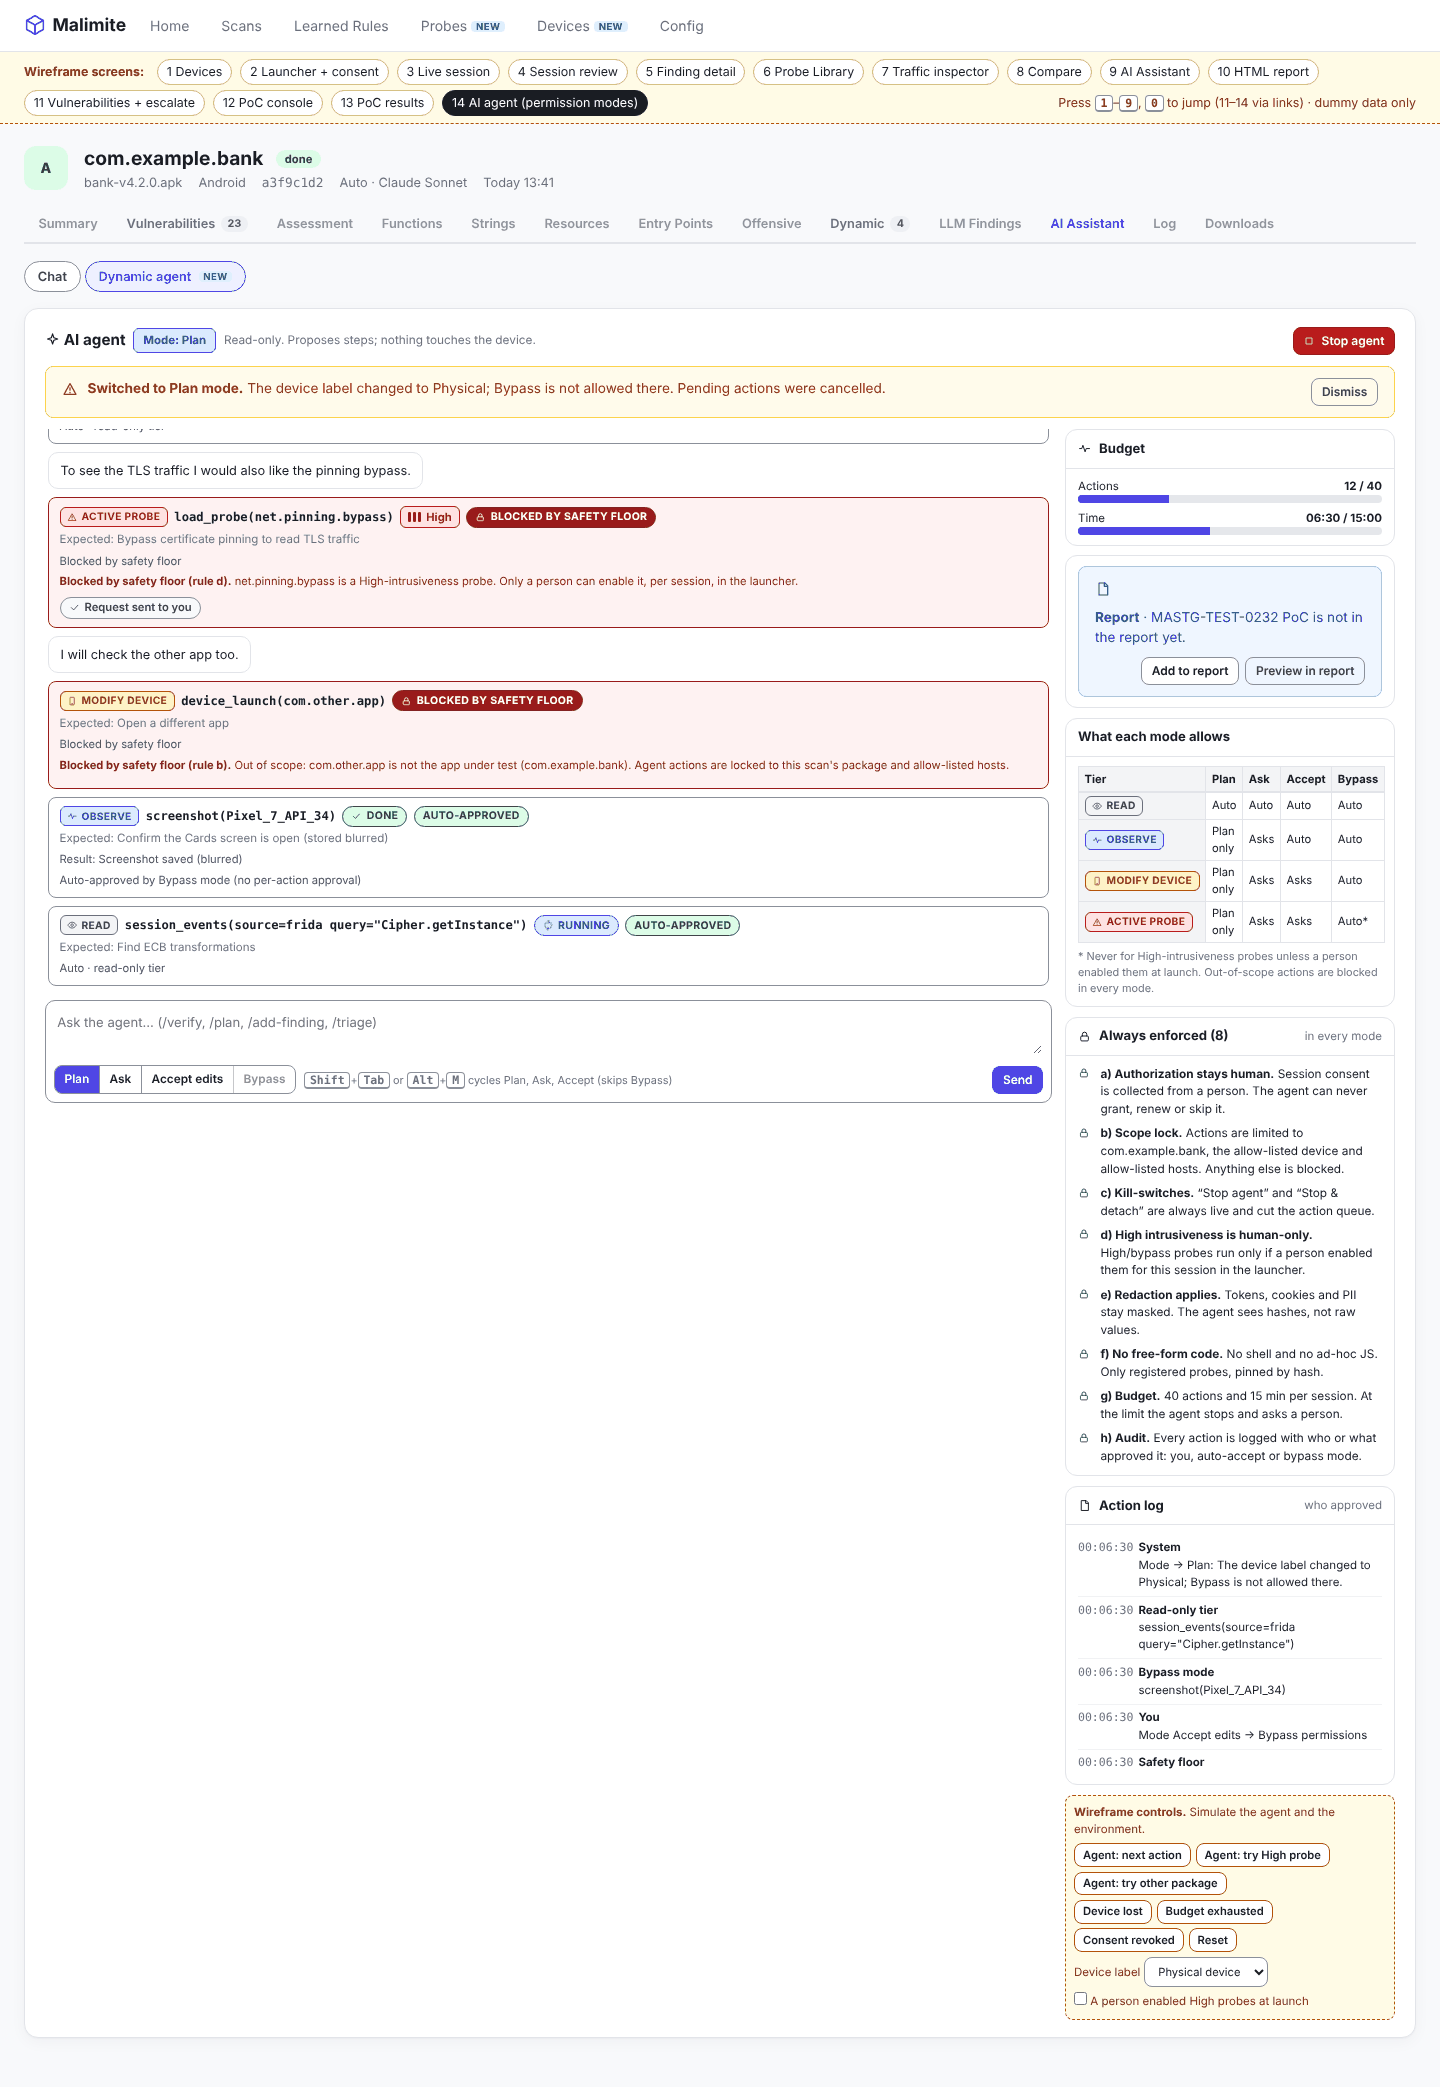 Malimite
Home
Scans
Learned Rules
Probes NEW
Devices NEW
Config
Wireframe screens:
1 Devices
2 Launcher + consent
3 Live session
4 Session review
5 Finding detail
6 Probe Library
7 Traffic inspector
8 Compare
9 AI Assistant
10 HTML report
11 Vulnerabilities + escalate
12 PoC console
13 PoC results
14 AI agent (permission modes)
Press 1–9, 0 to jump (11–14 via links) · dummy data only
A
com.example.bank done
bank-v4.2.0.apk Android a3f9c1d2 Auto · Claude Sonnet Today 13:41
Summary
Vulnerabilities 23
Assessment
Functions
Strings
Resources
Entry Points
Offensive
Dynamic 4
LLM Findings
AI Assistant
Log
Downloads
Chat
Dynamic agent NEW
AI agent Mode: Plan Read-only. Proposes steps; nothing touches the device.
Stop agent
Switched to Plan mode. The device label changed to Physical; Bypass is not allowed there. Pending actions were cancelled.
Dismiss
To see the TLS traffic I would also like the pinning bypass.
ACTIVE PROBE load_probe(net.pinning.bypass) High BLOCKED BY SAFETY FLOOR
Expected: Bypass certificate pinning to read TLS traffic
Blocked by safety floor
Blocked by safety floor (rule d). net.pinning.bypass is a High-intrusiveness probe. Only a person can enable it, per session, in the launcher.
Request sent to you
I will check the other app too.
MODIFY DEVICE device_launch(com.other.app) BLOCKED BY SAFETY FLOOR
Expected: Open a different app
Blocked by safety floor
Blocked by safety floor (rule b). Out of scope: com.other.app is not the app under test (com.example.bank). Agent actions are locked to this scan's package and allow-listed hosts.
OBSERVE screenshot(Pixel_7_API_34) DONE AUTO-APPROVED
Expected: Confirm the Cards screen is open (stored blurred)
Result: Screenshot saved (blurred)
Auto-approved by Bypass mode (no per-action approval)
READ session_events(source=frida query="Cipher.getInstance") RUNNING AUTO-APPROVED
Expected: Find ECB transformations
Auto · read-only tier
Ask the agent... (/verify, /plan, /add-finding, /triage)
Plan Ask Accept edits Bypass
Shift+Tab or Alt+M cycles Plan, Ask, Accept (skips Bypass)
Send
Budget
Actions 12 / 40
Time 06:30 / 15:00
Report · MASTG-TEST-0232 PoC is not in
the report yet.
Add to report
Preview in report
What each mode allows
Tier Plan Ask Accept Bypass
READ Auto Auto Auto Auto
OBSERVE Plan only Asks Auto Auto
MODIFY DEVICE Plan only Asks Asks Auto
ACTIVE PROBE Plan only Asks Asks Auto*
* Never for High-intrusiveness probes unless a person
enabled them at launch. Out-of-scope actions are blocked
in every mode.
Always enforced (8) in every mode
a) Authorization stays human. Session consent
is collected from a person. The agent can never
grant, renew or skip it.
b) Scope lock. Actions are limited to
com.example.bank, the allow-listed device and
allow-listed hosts. Anything else is blocked.
c) Kill-switches. “Stop agent” and “Stop &
detach” are always live and cut the action queue.
d) High intrusiveness is human-only.
High/bypass probes run only if a person enabled
them for this session in the launcher.
e) Redaction applies. Tokens, cookies and PII
stay masked. The agent sees hashes, not raw
values.
f) No free-form code. No shell and no ad-hoc JS.
Only registered probes, pinned by hash.
g) Budget. 40 actions and 15 min per session. At
the limit the agent stops and asks a person.
h) Audit. Every action is logged with who or what
approved it: you, auto-accept or bypass mode.
Action log who approved
00:06:30 System
Mode → Plan: The device label changed to
Physical; Bypass is not allowed there.
00:06:30 Read-only tier
session_events(source=frida
query="Cipher.getInstance")
00:06:30 Bypass mode
screenshot(Pixel_7_API_34)
00:06:30 You
Mode Accept edits → Bypass permissions
00:06:30 Safety floor
Wireframe controls. Simulate the agent and the
environment.
Agent: next action
Agent: try High probe
Agent: try other package
Device lost
Budget exhausted
Consent revoked
Reset
Device label Physical device
A person enabled High probes at launch